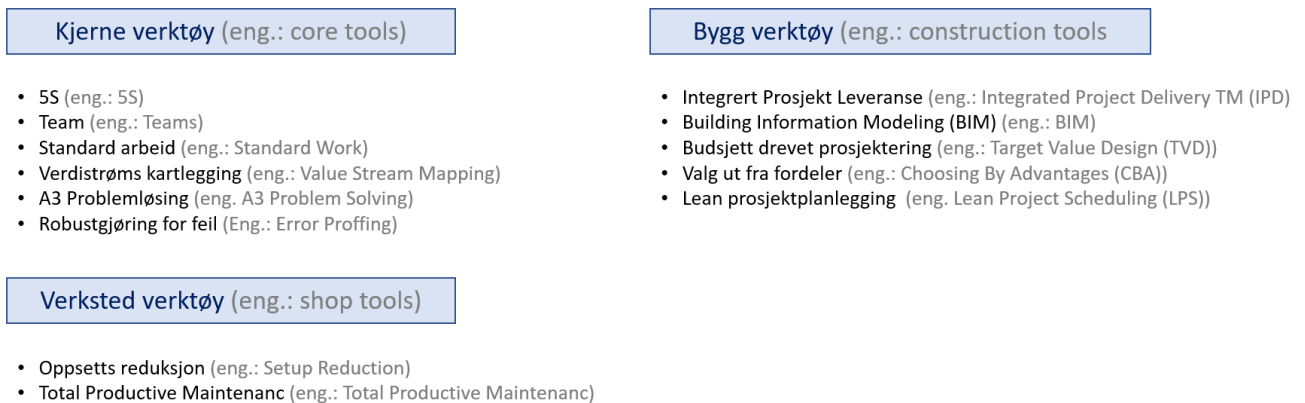 Kjerne verktøy (eng.: core tools)
• 5S (eng.: 5S)
• Team (eng.: Teams)
• Standard arbeid (eng.: Standard Work)
• Verdistrøms kartlegging (eng.: Value Stream Mapping)
• A3 Problemløsing (eng. A3 Problem Solving)
• Robustgjøring for feil (Eng.: Error Proffing)
Verksted verktøy (eng.: shop tools)
• Oppsetts reduksjon (eng.: Setup Reduction)
• Total Productive Maintenanc (eng.: Total Productive Maintenanc)
Bygg verktøy (eng.: construction tools
• Integrert Prosjekt Leveranse (eng.: Integrated Project Delivery TM (IPD)
• Building Information Modeling (BIM) (eng.: BIM)
• Budsjett drevet prosjektering (eng.: Target Value Design (TVD))
• Valg ut fra fordeler (eng.: Choosing By Advantages (CBA))
• Lean prosjektplanlegging (eng. Lean Project Scheduling (LPS))